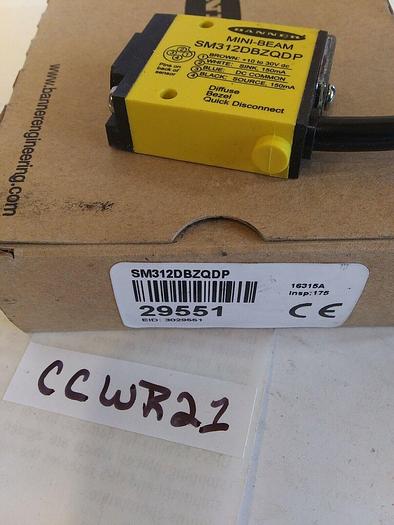 BANNER
MINI-BEAM
SM312DBZQDP
1 BROWN: +10 to 30V dc
2 WHITE: SINK, 150mA
3 BLUE: DC COMMON
4 BLACK: SOURCE, 150mA
Pins on
back of
sensor
Diffuse
Bezel
Quick Disconnect
www.bannerengineering.com
SM312DBZQDP
29551
EID: 3029551
16315A
Insp:175
CE
CCWR21